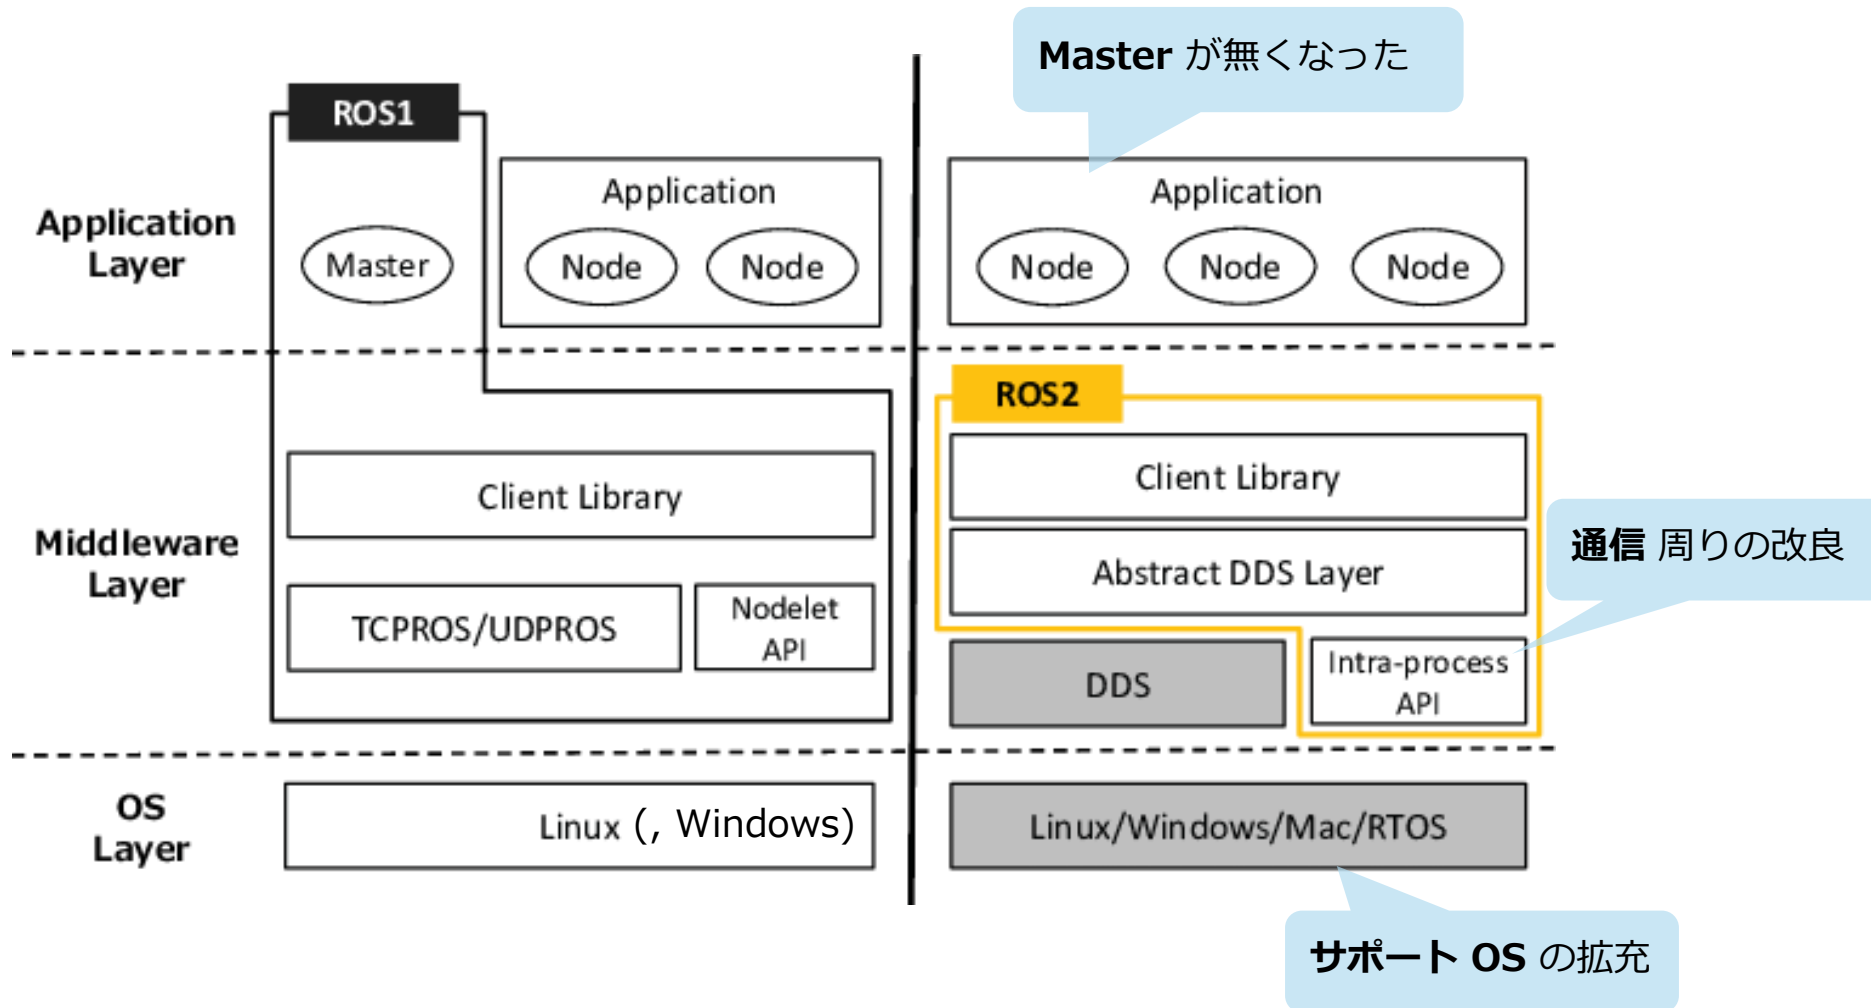 Master が無くなった
ROS1
Application
Layer
Master
Application
Node
Node
Application
Node
Node
Node
Middleware
Layer
Client Library
TCPROS/UDPROS
Nodelet
API
ROS2
Client Library
Abstract DDS Layer
DDS
Intra-process
API
通信 周りの改良
OS
Layer
Linux (, Windows)
Linux/Windows/Mac/RTOS
サポート OS の拡充